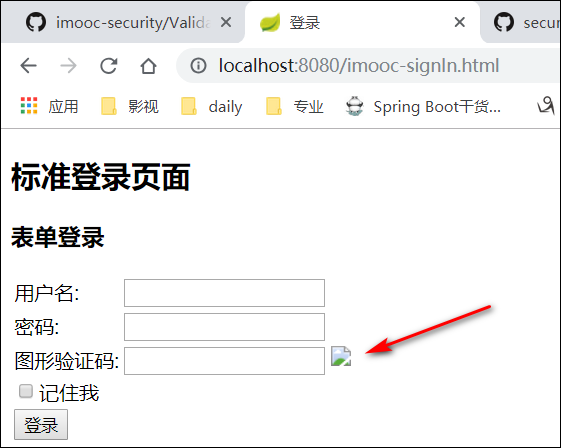 imooc-security/Valida
登录
secur
localhost:8080/imooc-signIn.html
应用 影视 daily 专业 Spring Boot干货...
标准登录页面
表单登录
用户名:
密码:
图形验证码:
记住我
登录